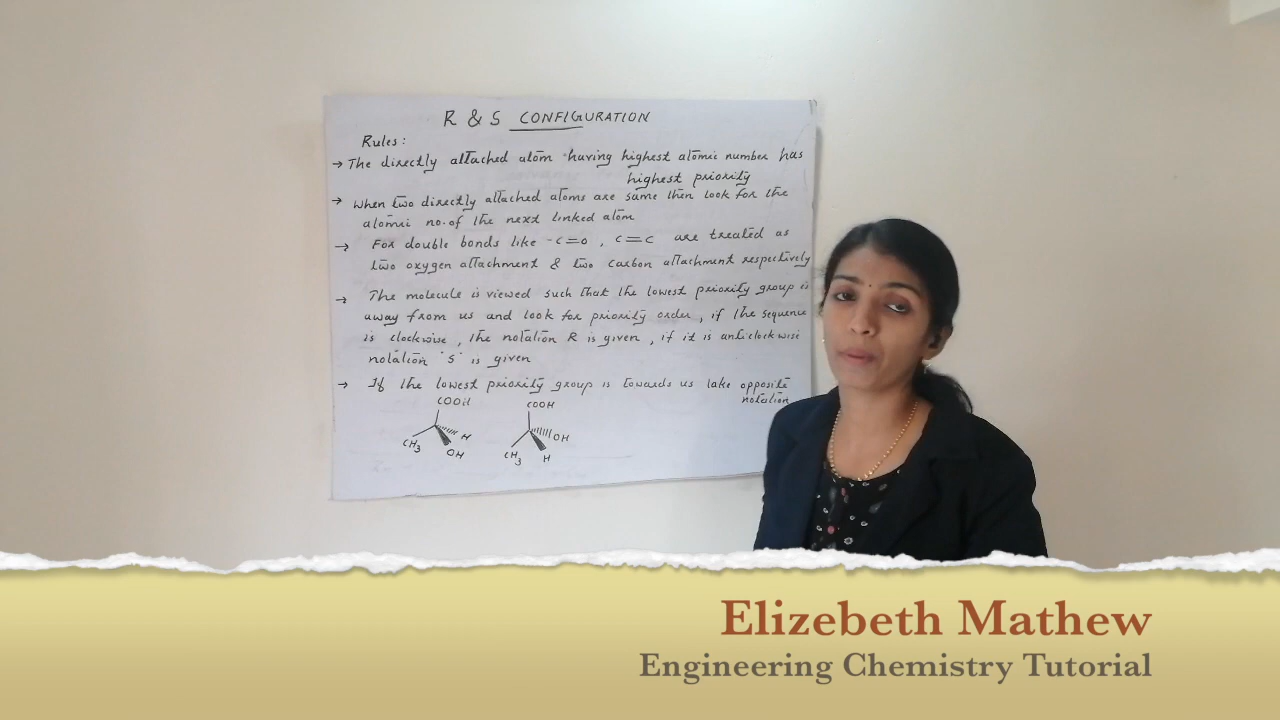 R & S CONFIGURATION
Rules :
→ The directly attached atom having highest atomic number has
highest priority
→ when two directly attached atoms are same then look for the
atomic no. of the next linked atom
→ For double bonds like -C=O , C=C are treated as
two oxygen attachment & two carbon attachment respectively
→ The molecule is viewed such that the lowest priority group is
away from us and look for priority order , if the sequence
is clockwise , the notation R is given , if it is anticlockwise
notation 'S' is given
→ If the lowest priority group is towards us take opposite
notation
COOH COOH
CH3 H OH CH3 OH H
Elizebeth Mathew
Engineering Chemistry Tutorial